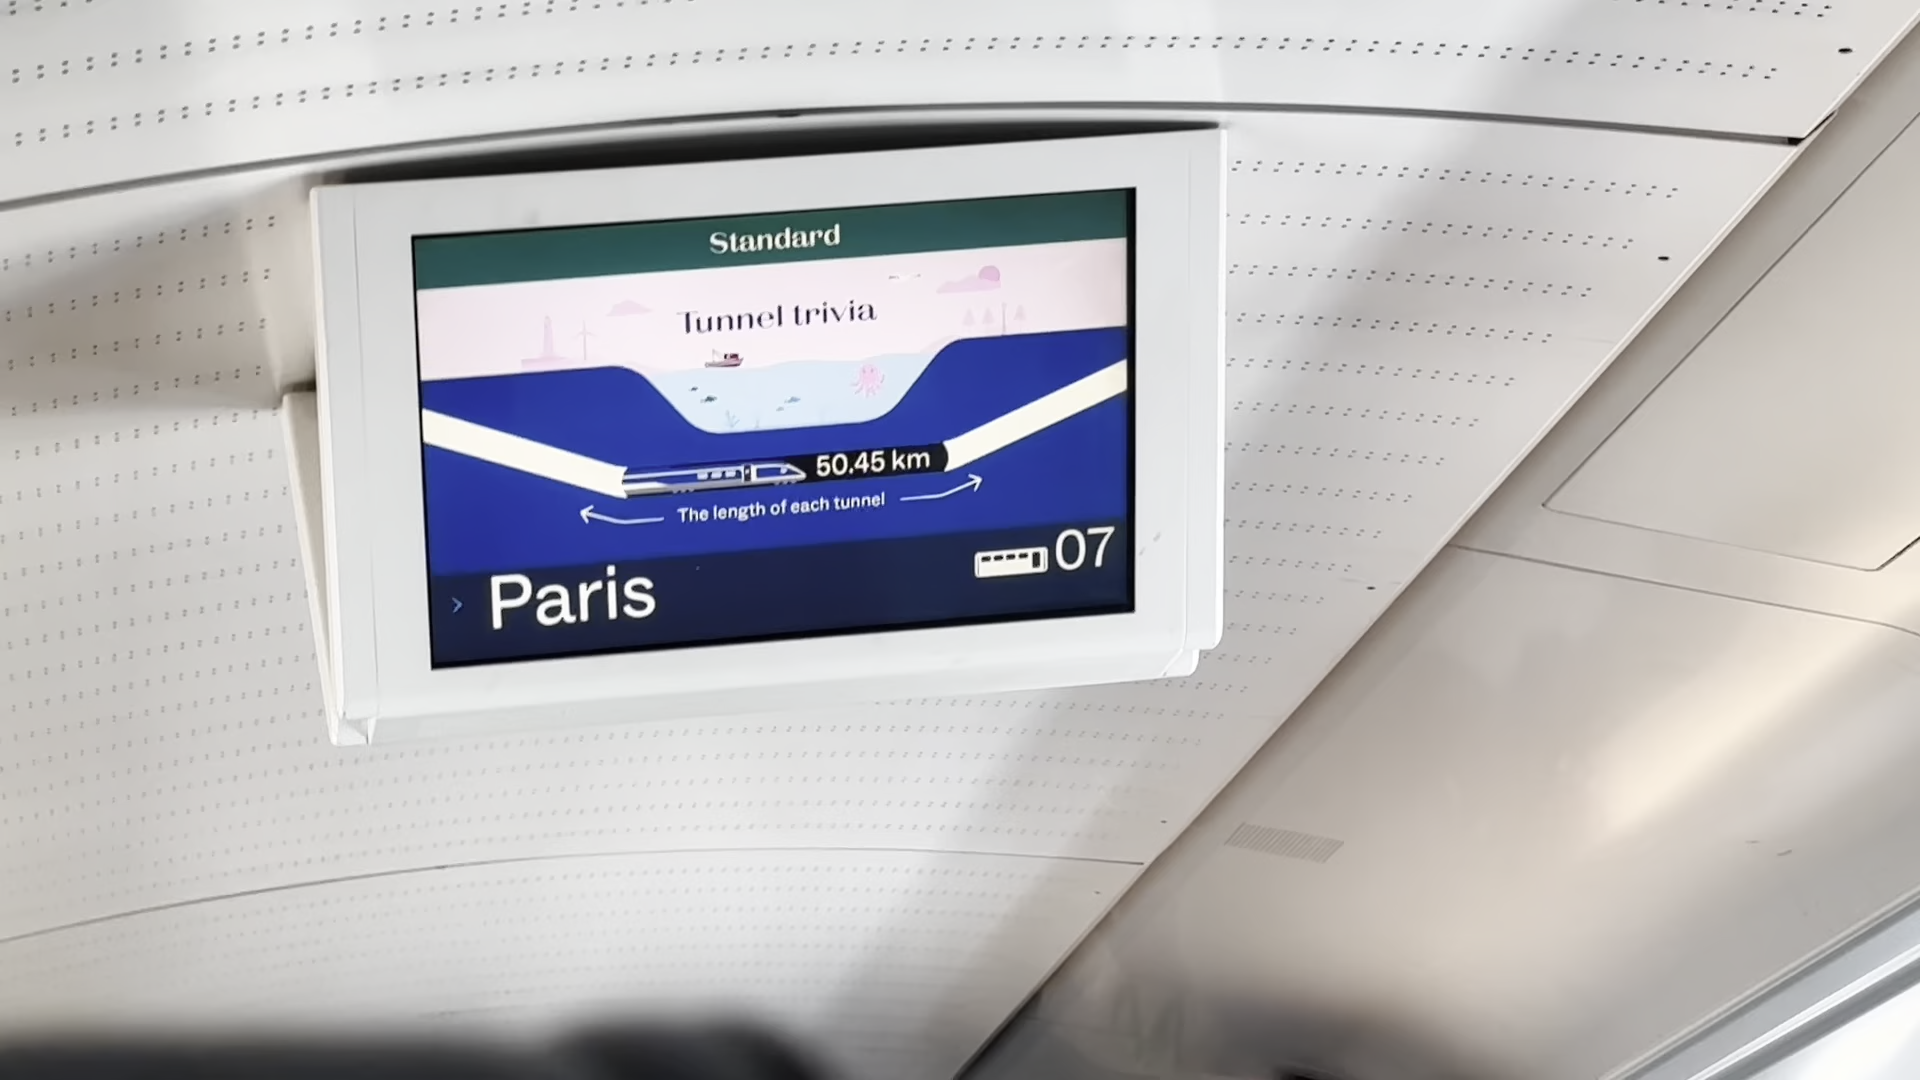 Standard
Tunnel trivia
50.45 km
The length of each tunnel
Paris
07